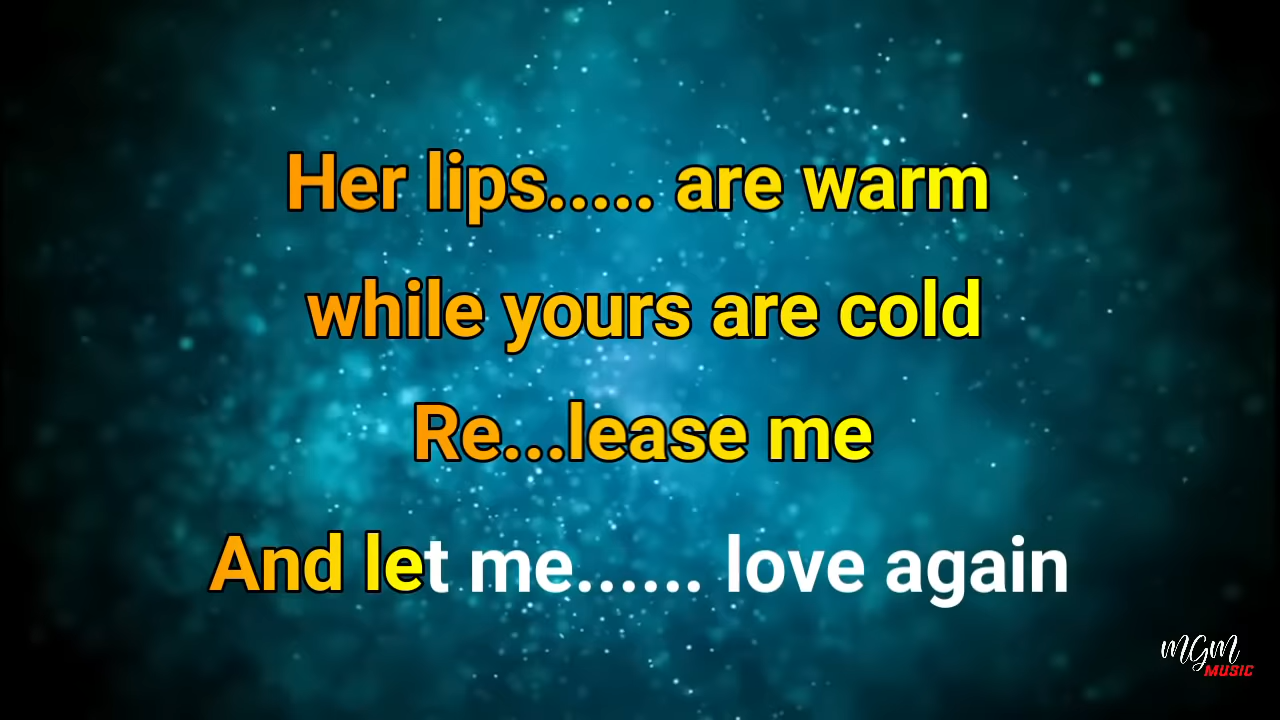 Her lips..... are warm
while yours are cold
Re...lease me
And let me...... love again
MGM
MUSIC